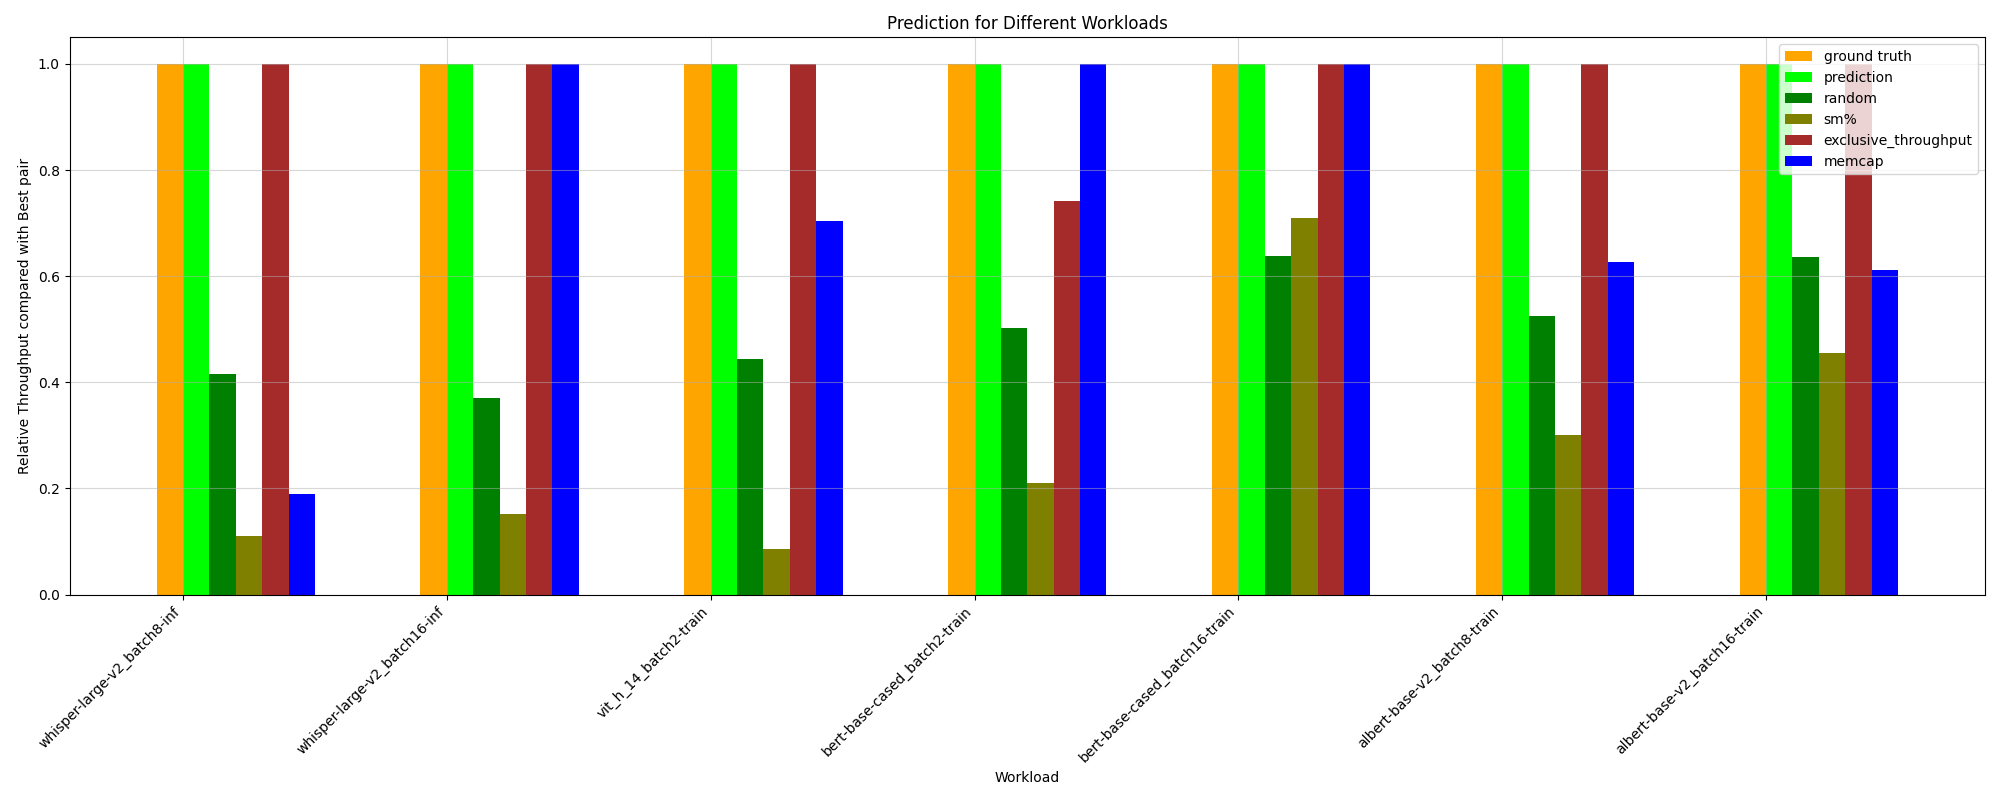 Prediction for Different Workloads
Relative Throughput compared with Best pair
1.0
0.8
0.6
0.4
0.2
0.0
ground truth
prediction
random
sm%
exclusive_throughput
memcap
whisper-large-v2_batch8-inf
whisper-large-v2_batch16-inf
vit_h_14_batch2-train
bert-base-cased_batch2-train
bert-base-cased_batch16-train
albert-base-v2_batch8-train
albert-base-v2_batch16-train
Workload